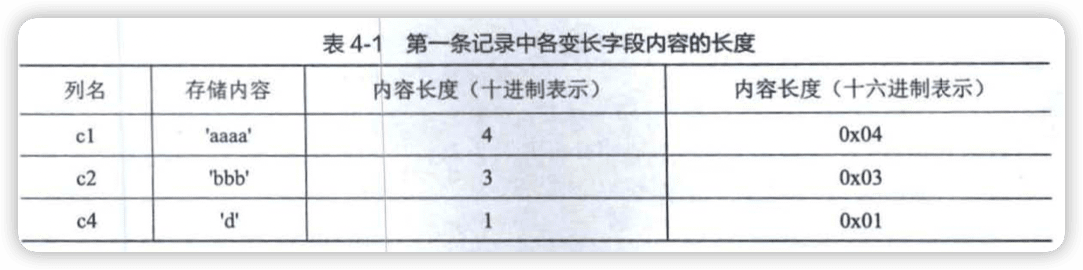 表 4-1 第一条记录中各变长字段内容的长度
列名 存储内容 内容长度（十进制表示） 内容长度（十六进制表示）
c1 'aaaa' 4 0x04
c2 'bbb' 3 0x03
c4 'd' 1 0x01